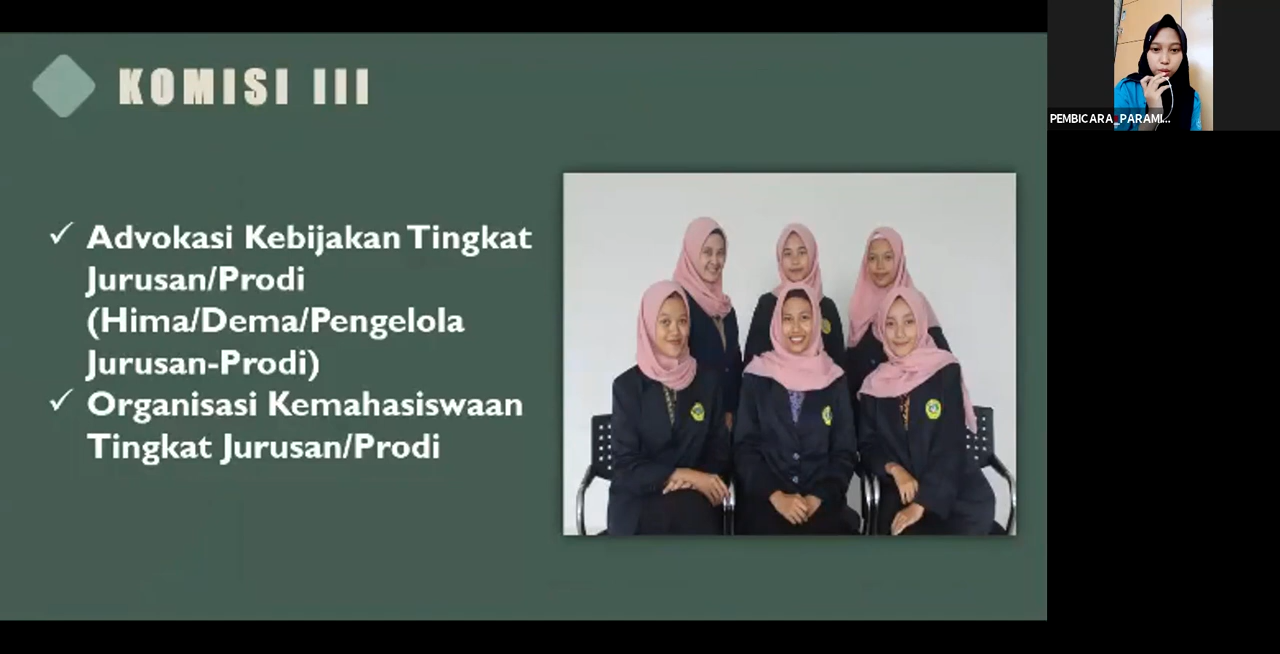 KOMISI III
✓ Advokasi Kebijakan Tingkat
Jurusan/Prodi
(Hima/Dema/Pengelola
Jurusan-Prodi)
✓ Organisasi Kemahasiswaan
Tingkat Jurusan/Prodi
PEMBICARA_PARAMI...